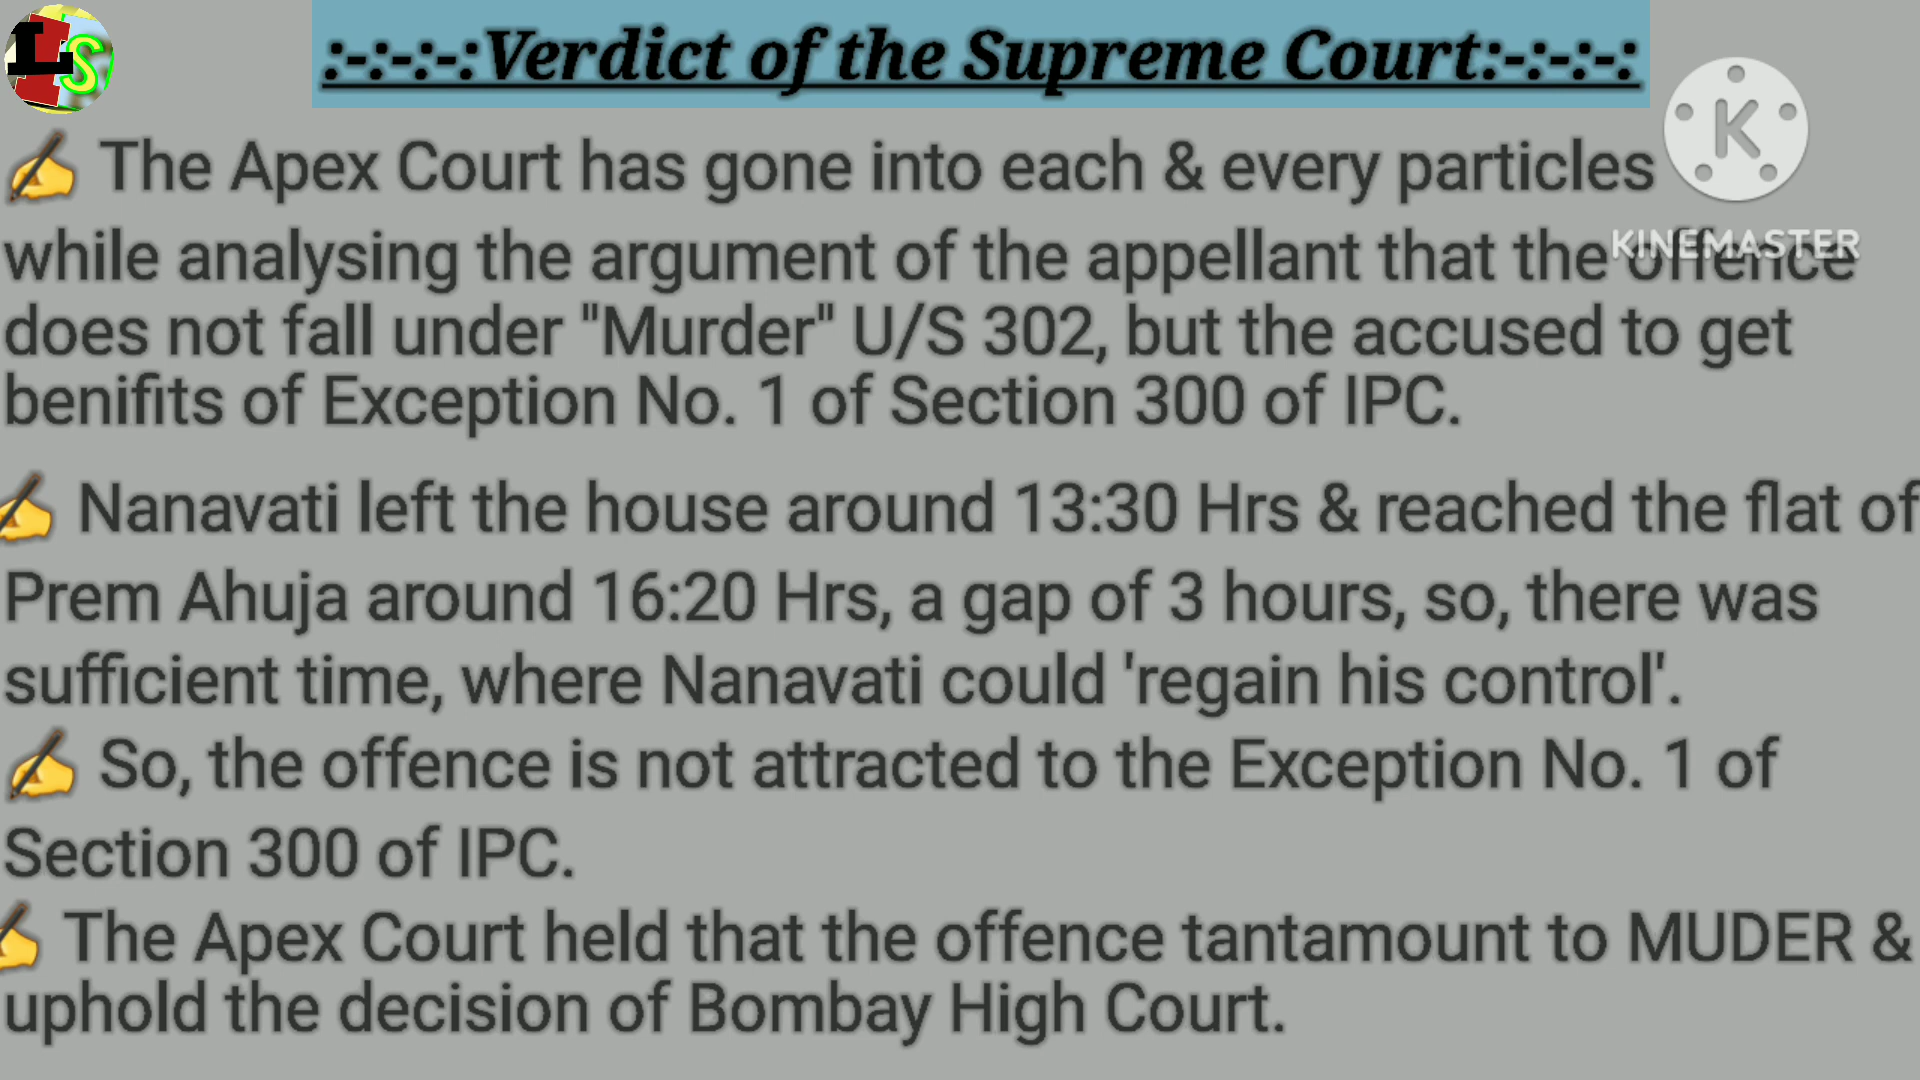 LS
:-:-:-:Verdict of the Supreme Court:-:-:-:
K
KINEMASTER
✍ The Apex Court has gone into each & every particles
while analysing the argument of the appellant that the offence
does not fall under "Murder" U/S 302, but the accused to get
benifits of Exception No. 1 of Section 300 of IPC.
✍ Nanavati left the house around 13:30 Hrs & reached the flat of
Prem Ahuja around 16:20 Hrs, a gap of 3 hours, so, there was
sufficient time, where Nanavati could 'regain his control'.
✍ So, the offence is not attracted to the Exception No. 1 of
Section 300 of IPC.
✍ The Apex Court held that the offence tantamount to MUDER &
uphold the decision of Bombay High Court.